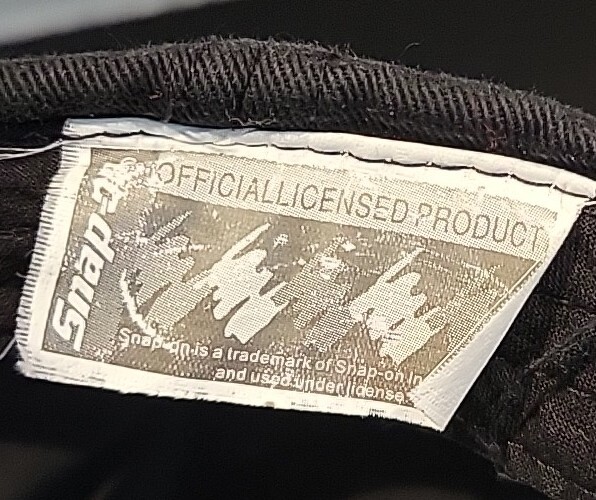 Snap-on
OFFICIALLICENSED PRODUCT
Snap-on is a trademark of Snap-on In
and used under license